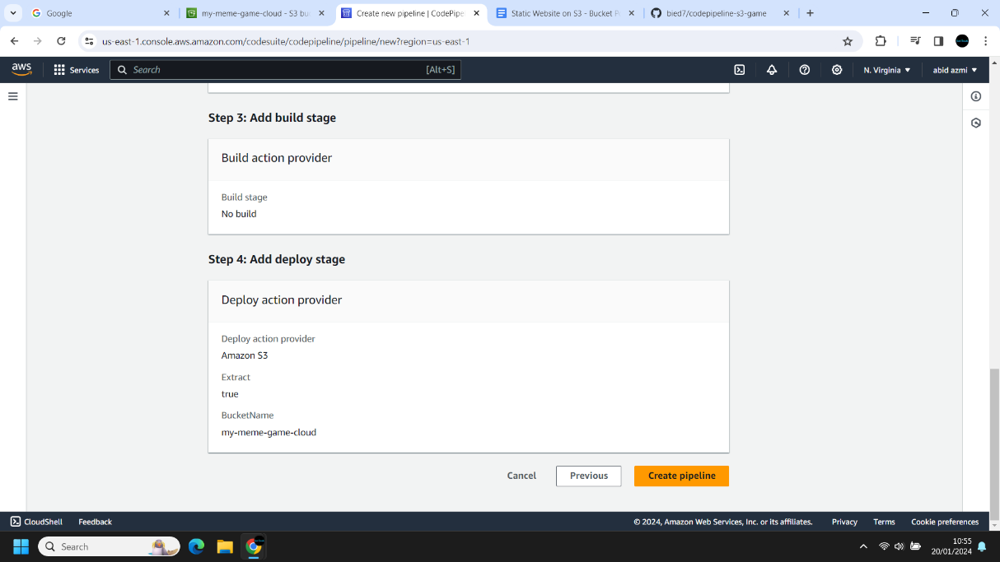 Google
my-meme-game-cloud - S3 bu
Create new pipeline | CodePipe
Static Website on S3 - Bucket P
bied7/codepipeline-s3-game
us-east-1.console.aws.amazon.com/codesuite/codepipeline/pipeline/new?region=us-east-1
aws
Services
Search
[Alt+S]
N. Virginia
abid azmi
Step 3: Add build stage
Build action provider
Build stage
No build
Step 4: Add deploy stage
Deploy action provider
Deploy action provider
Amazon S3
Extract
true
BucketName
my-meme-game-cloud
Cancel
Previous
Create pipeline
CloudShell
Feedback
© 2024, Amazon Web Services, Inc. or its affiliates.
Privacy
Terms
Cookie preferences
Search
10:55
20/01/2024